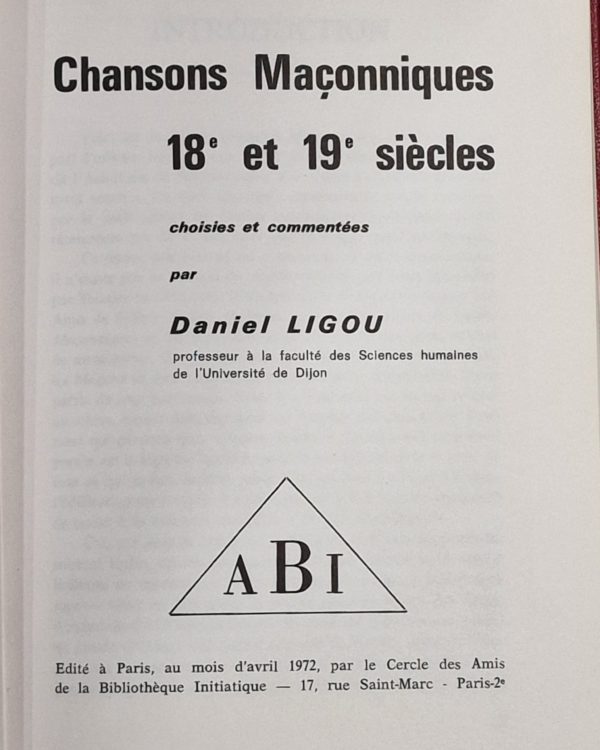 Chansons Maçonniques
18e et 19e siècles
choisies et commentées
par
Daniel LIGOU
professeur à la faculté des Sciences humaines
de l'Université de Dijon
ABI
Edité à Paris, au mois d'avril 1972, par le Cercle des Amis
de la Bibliothèque Initiatique — 17, rue Saint-Marc - Paris-2e